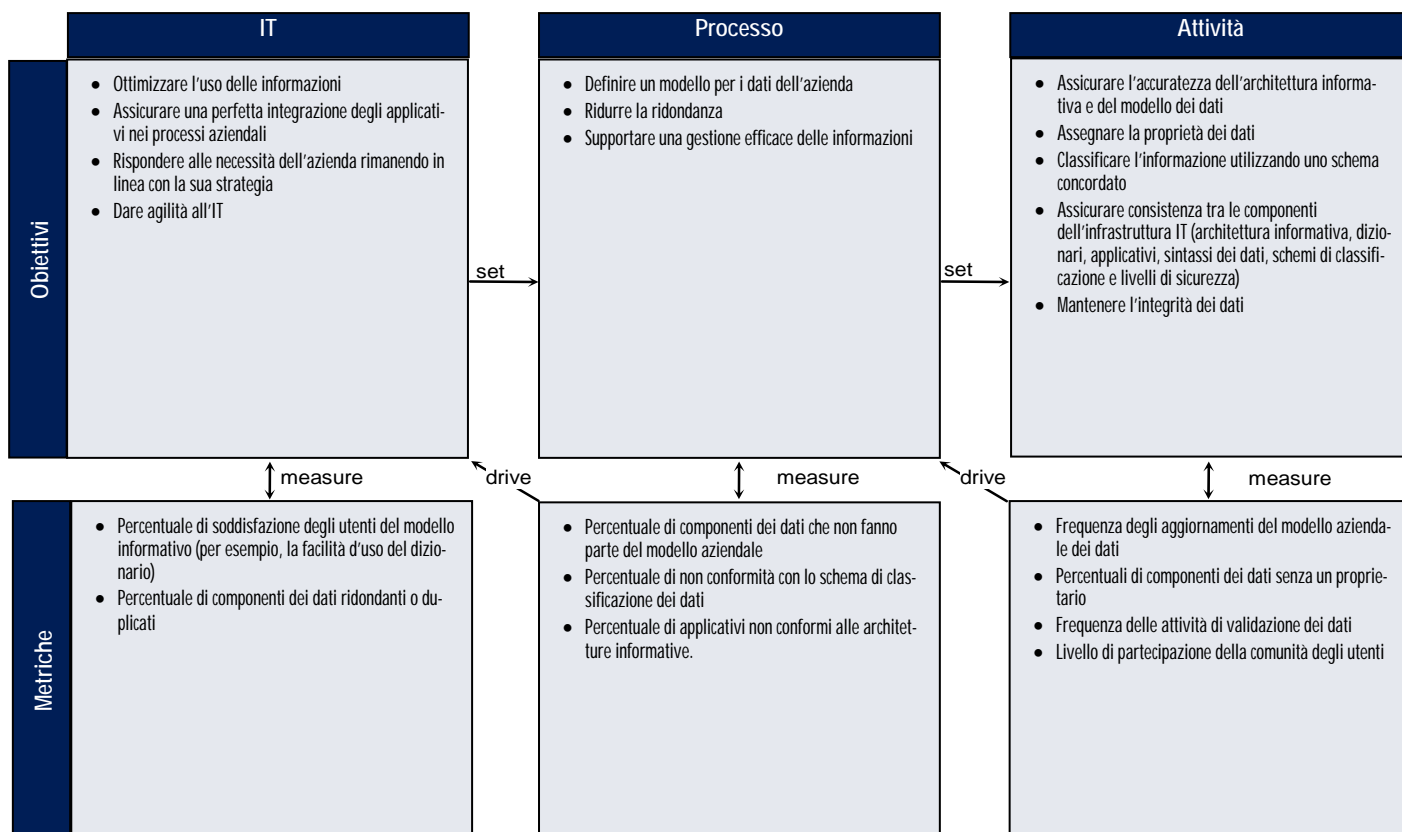 IT
Processo
Attività
Obiettivi
• Ottimizzare l'uso delle informazioni
• Assicurare una perfetta integrazione degli applicati-
vi nei processi aziendali
• Rispondere alle necessità dell'azienda rimanendo in
linea con la sua strategia
• Dare agilità all'IT
set
• Definire un modello per i dati dell'azienda
• Ridurre la ridondanza
• Supportare una gestione efficace delle informazioni
set
• Assicurare l'accuratezza dell'architettura informa-
tiva e del modello dei dati
• Assegnare la proprietà dei dati
• Classificare l'informazione utilizzando uno schema
concordato
• Assicurare consistenza tra le componenti
dell'infrastruttura IT (architettura informativa, dizio-
nari, applicativi, sintassi dei dati, schemi di classifi-
cazione e livelli di sicurezza)
• Mantenere l'integrità dei dati
measure
drive
measure
drive
measure
Metriche
• Percentuale di soddisfazione degli utenti del modello
informativo (per esempio, la facilità d'uso del dizio-
nario)
• Percentuale di componenti dei dati ridondanti o du-
plicati
• Percentuale di componenti dei dati che non fanno
parte del modello aziendale
• Percentuale di non conformità con lo schema di clas-
sificazione dei dati
• Percentuale di applicativi non conformi alle architet-
ture informative.
• Frequenza degli aggiornamenti del modello azienda-
le dei dati
• Percentuali di componenti dei dati senza un proprie-
tario
• Frequenza delle attività di validazione dei dati
• Livello di partecipazione della comunità degli utenti